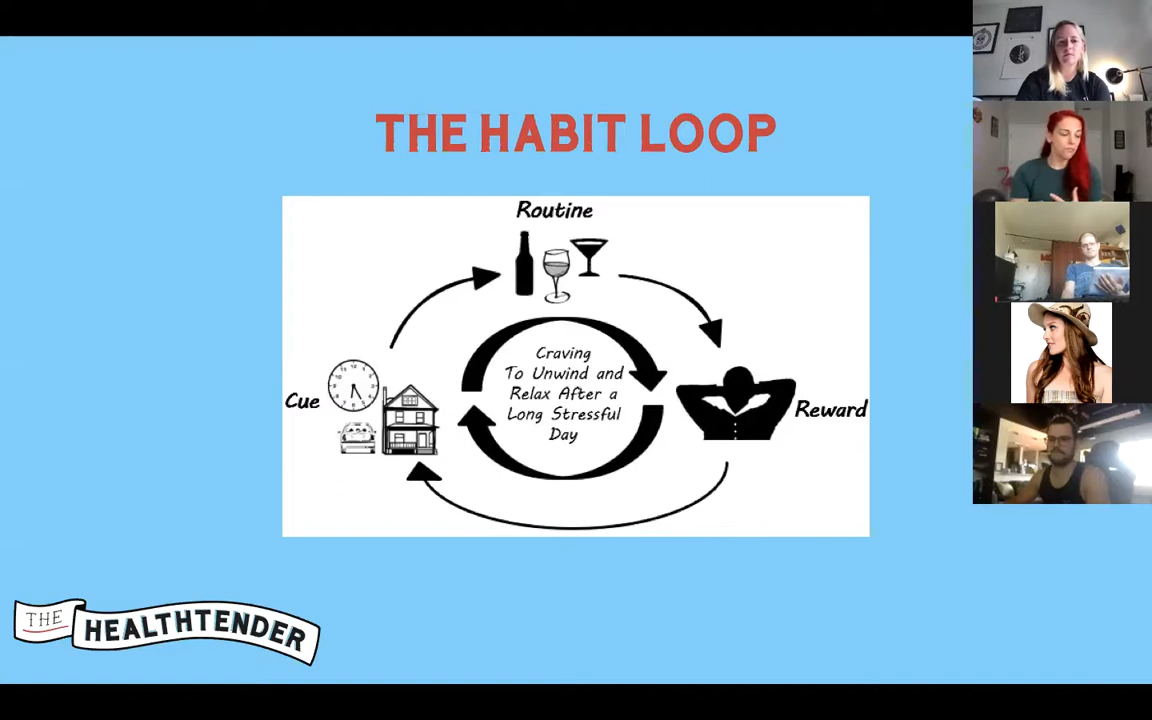 THE HABIT LOOP
Routine
Craving
To Unwind and
Relax After a
Long Stressful
Day
Cue
Reward
THE
HEALTHTENDER